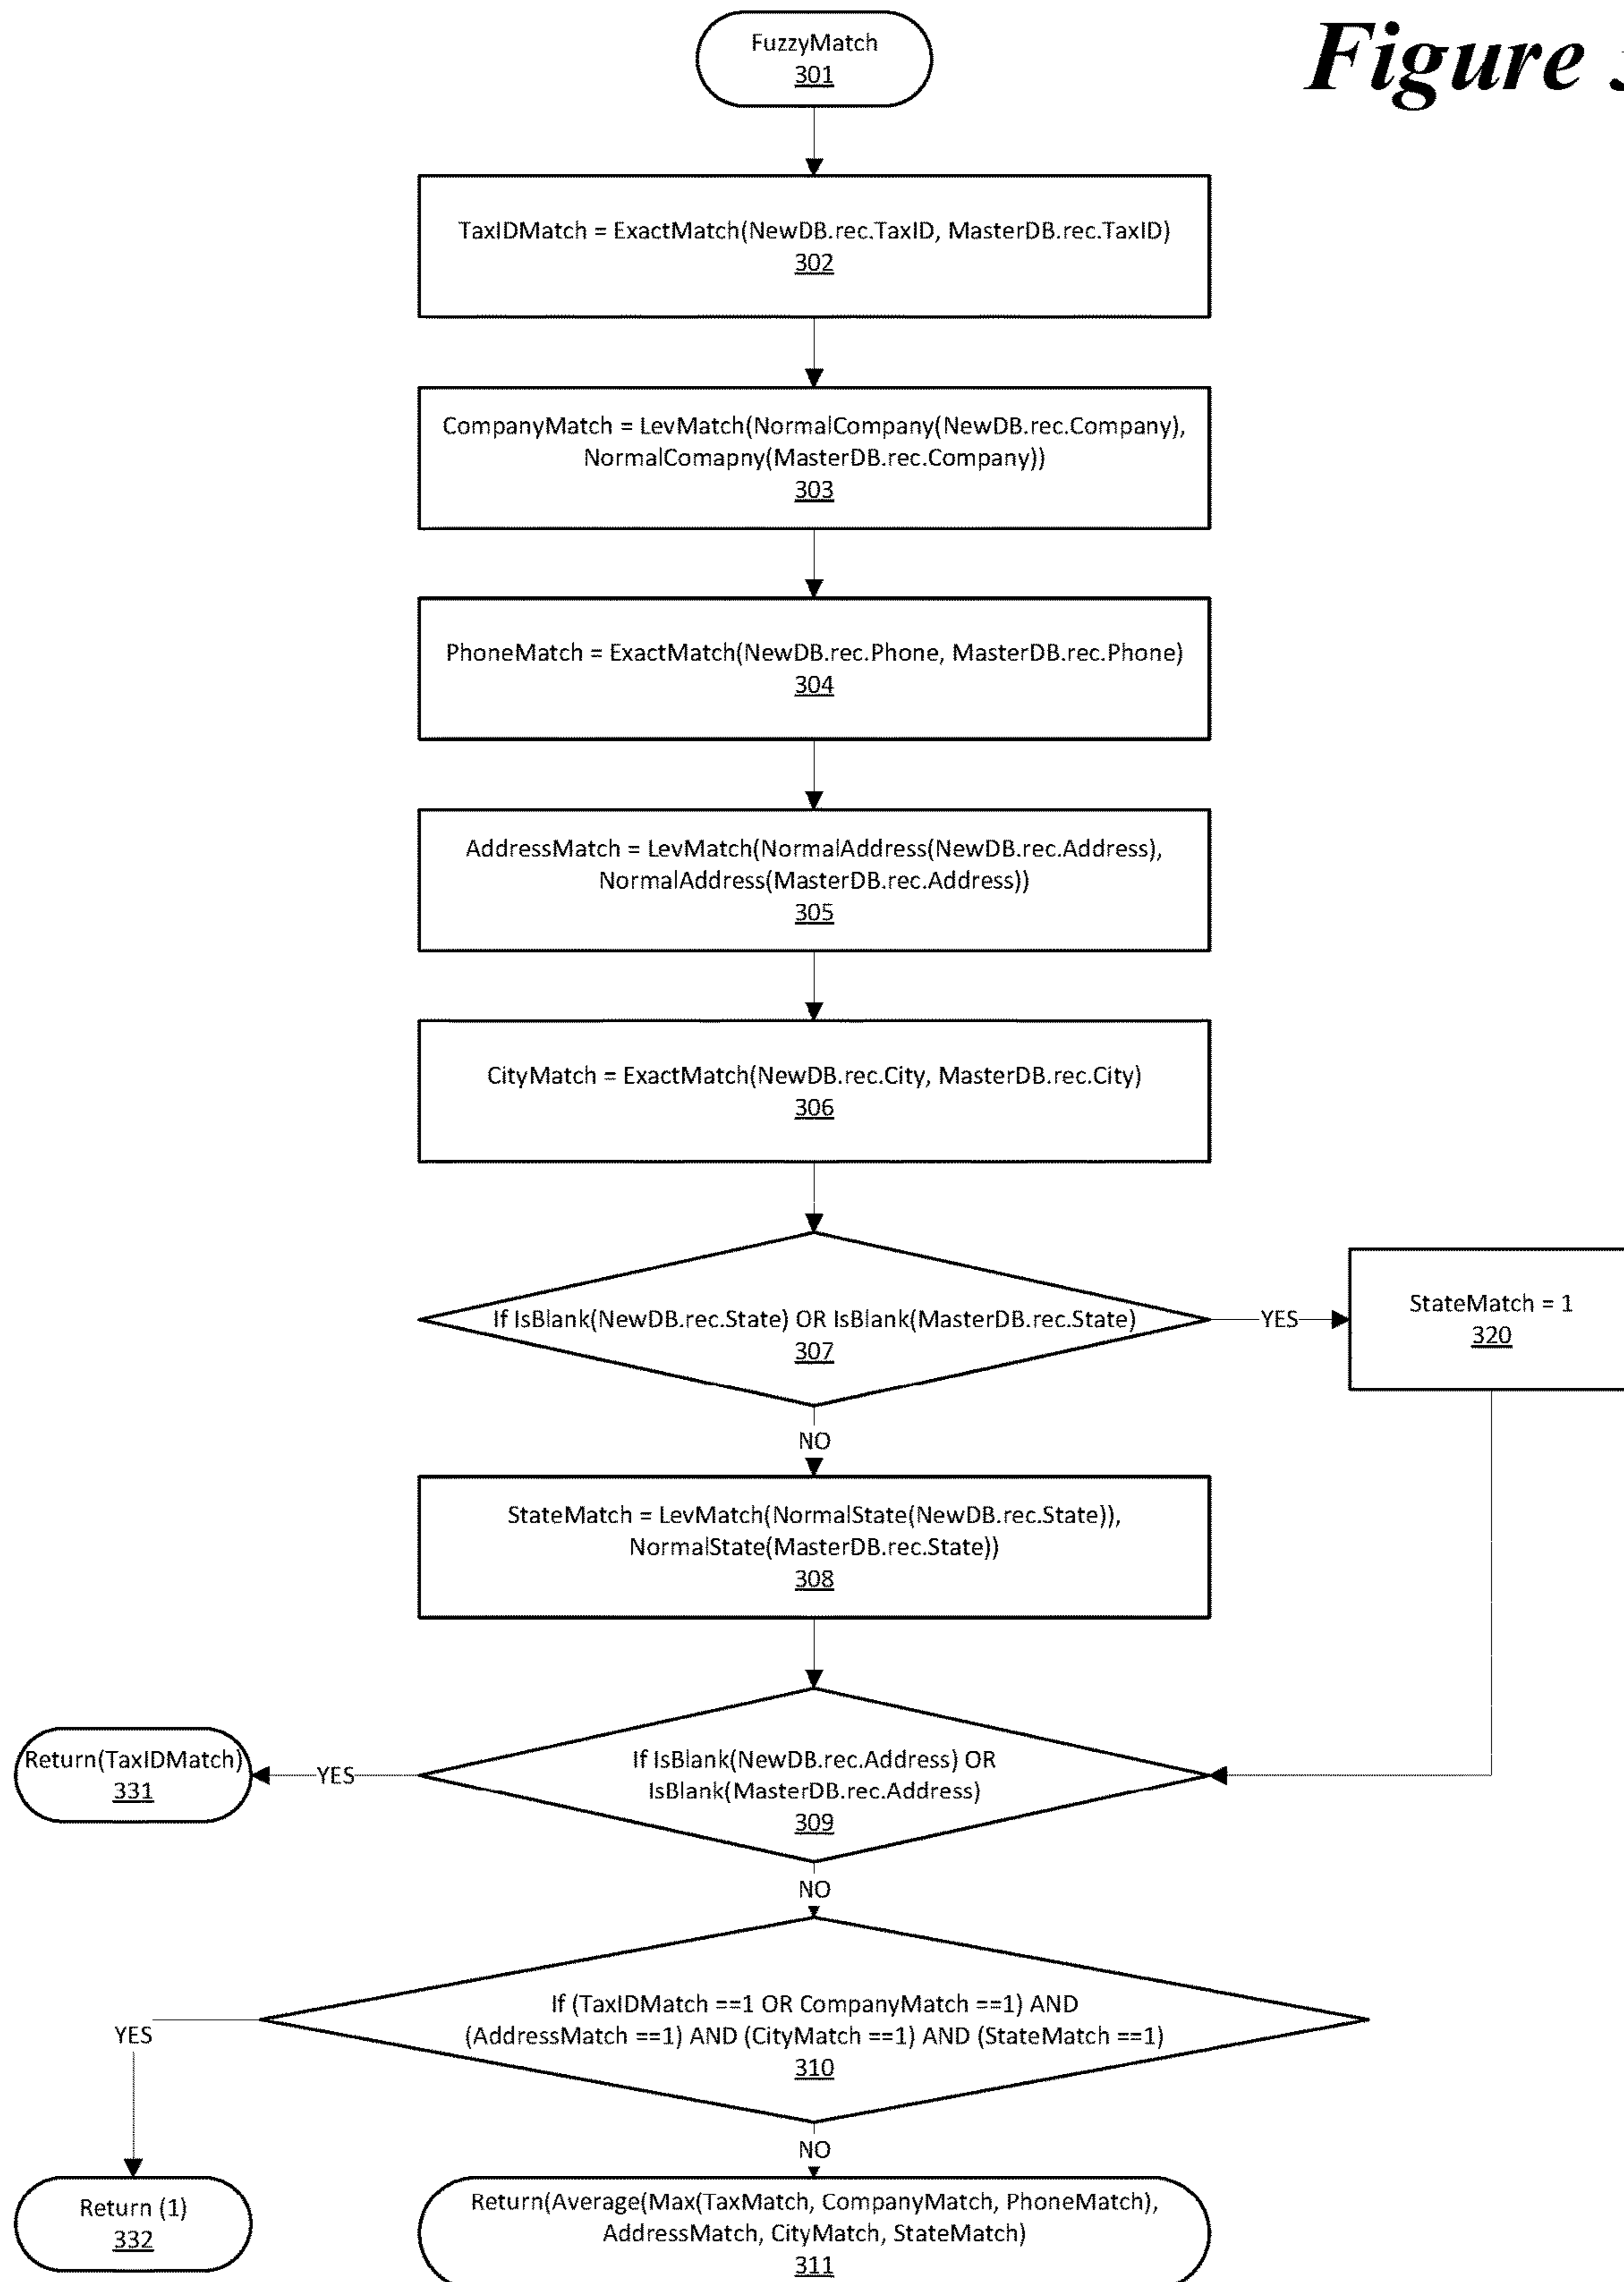 FuzzyMatch
301
Figure
TaxIDMatch = ExactMatch(NewDB.rec.TaxID, MasterDB.rec.TaxID)
302
CompanyMatch = LevMatch(NormalCompany(NewDB.rec.Company),
NormalComapny(MasterDB.rec.Company))
303
PhoneMatch = ExactMatch(NewDB.rec.Phone, MasterDB.rec.Phone)
304
AddressMatch = LevMatch(NormalAddress(NewDB.rec.Address),
NormalAddress(MasterDB.rec.Address))
305
CityMatch = ExactMatch(NewDB.rec.City, MasterDB.rec.City)
306
If IsBlank(NewDB.rec.State) OR IsBlank(MasterDB.rec.State)
307
YES
StateMatch = 1
320
NO
StateMatch = LevMatch(NormalState(NewDB.rec.State)),
NormalState(MasterDB.rec.State))
308
Return(TaxIDMatch)
331
YES
If IsBlank(NewDB.rec.Address) OR
IsBlank(MasterDB.rec.Address)
309
NO
If (TaxIDMatch ==1 OR CompanyMatch ==1) AND
(AddressMatch ==1) AND (CityMatch ==1) AND (StateMatch ==1)
310
YES
NO
Return (1)
332
Return(Average(Max(TaxMatch, CompanyMatch, PhoneMatch),
AddressMatch, CityMatch, StateMatch)
311